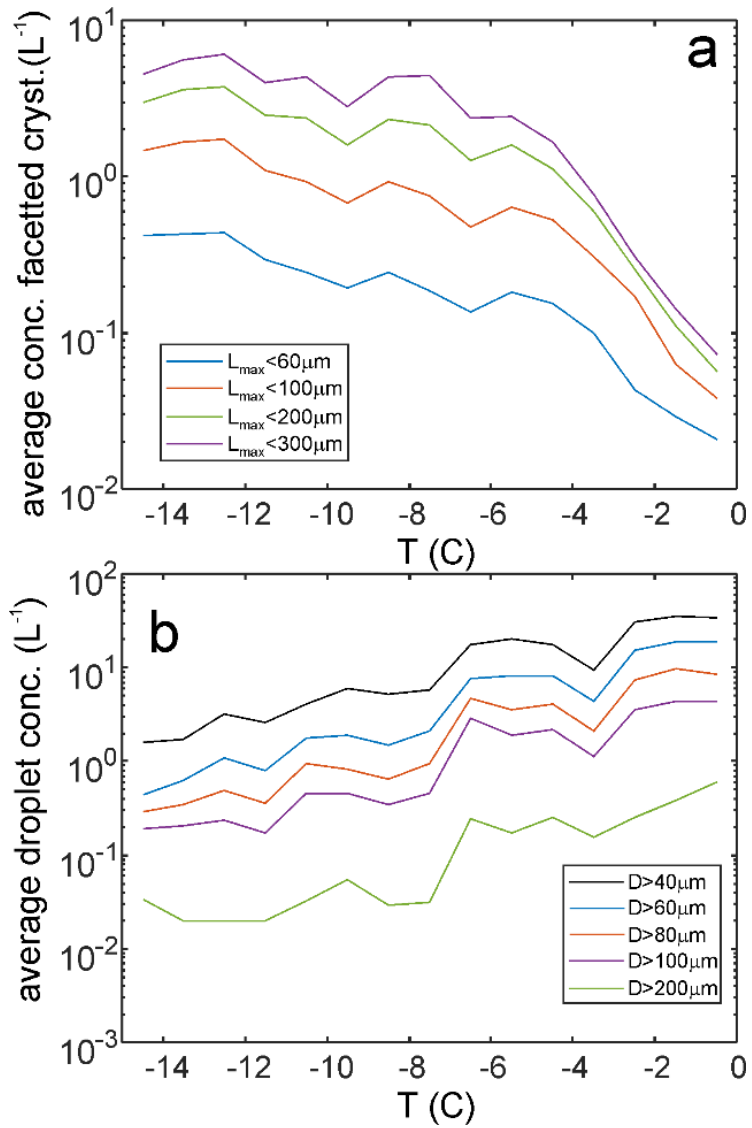 a
average conc. facetted cryst.(L⁻¹)
10¹
10⁰
10⁻¹
10⁻²
L_max<60μm
L_max<100μm
L_max<200μm
L_max<300μm
-14 -12 -10 -8 -6 -4 -2 0
T (C)
b
average droplet conc. (L⁻¹)
10²
10¹
10⁰
10⁻¹
10⁻²
10⁻³
D>40μm
D>60μm
D>80μm
D>100μm
D>200μm
-14 -12 -10 -8 -6 -4 -2 0
T (C)